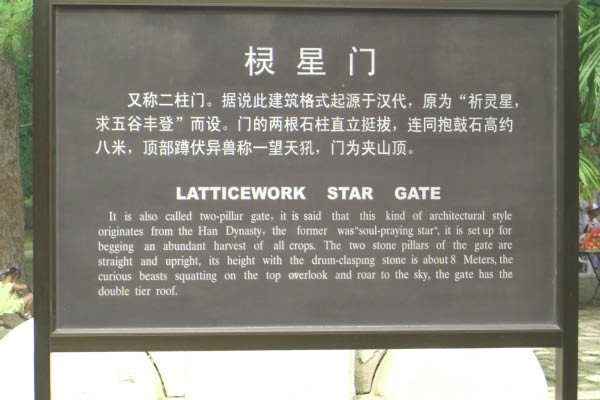 棂星门
又称二柱门。据说此建筑格式起源于汉代，原为“祈灵星，
求五谷丰登”而设。门的两根石柱直立挺拔，连同抱鼓石高约
八米，顶部蹲伏异兽称一望天犼，门为夹山顶。
LATTICEWORK STAR GATE
It is also called two-pillar gate, it is said that this kind of architectural style
originates from the Han Dynasty, the former was"soul-praying star", it is set up for
begging an abundant harvest of all crops. The two stone pillars of the gate are
straight and upright, its height with the drum-clasping stone is about 8 Meters, the
curious beasts squatting on the top overlook and roar to the sky, the gate has the
double tier roof.